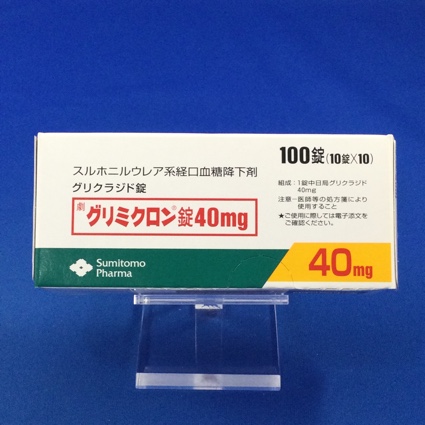 スルホニルウレア系経口血糖降下剤
グリクラジド錠
劇 グリミクロン®錠40mg
Sumitomo
Pharma
100錠(10錠×10)
組成:1錠中日局グリクラジド
40mg
注意-医師等の処方箋により
使用すること
★ご使用に際しては電子添文を
ご確認ください。
40mg